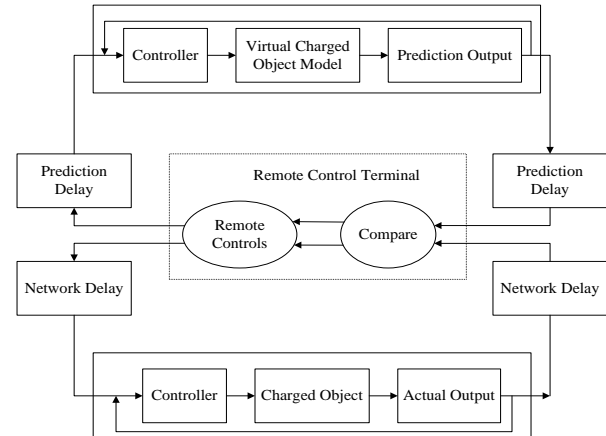 Controller
Virtual Charged
Object Model
Prediction Output
Prediction
Delay
Remote Control Terminal
Prediction
Delay
Remote
Controls
Compare
Network Delay
Network Delay
Controller
Charged Object
Actual Output